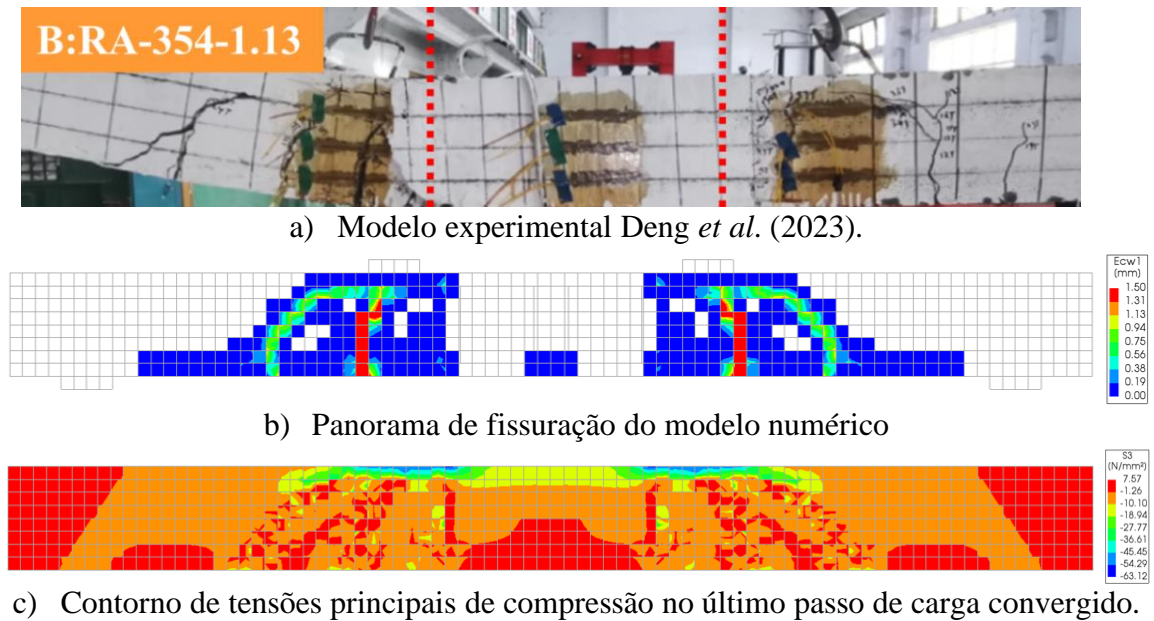 B:RA-354-1.13
a) Modelo experimental Deng et al. (2023).
Ecw1
(mm)
1.50
1.31
1.13
0.94
0.75
0.56
0.38
0.19
0.00
b) Panorama de fissuração do modelo numérico
S3
(N/mm²)
7.57
-1.26
-10.10
-18.94
-27.77
-36.61
-45.45
-54.29
-63.12
c) Contorno de tensões principais de compressão no último passo de carga convergido.